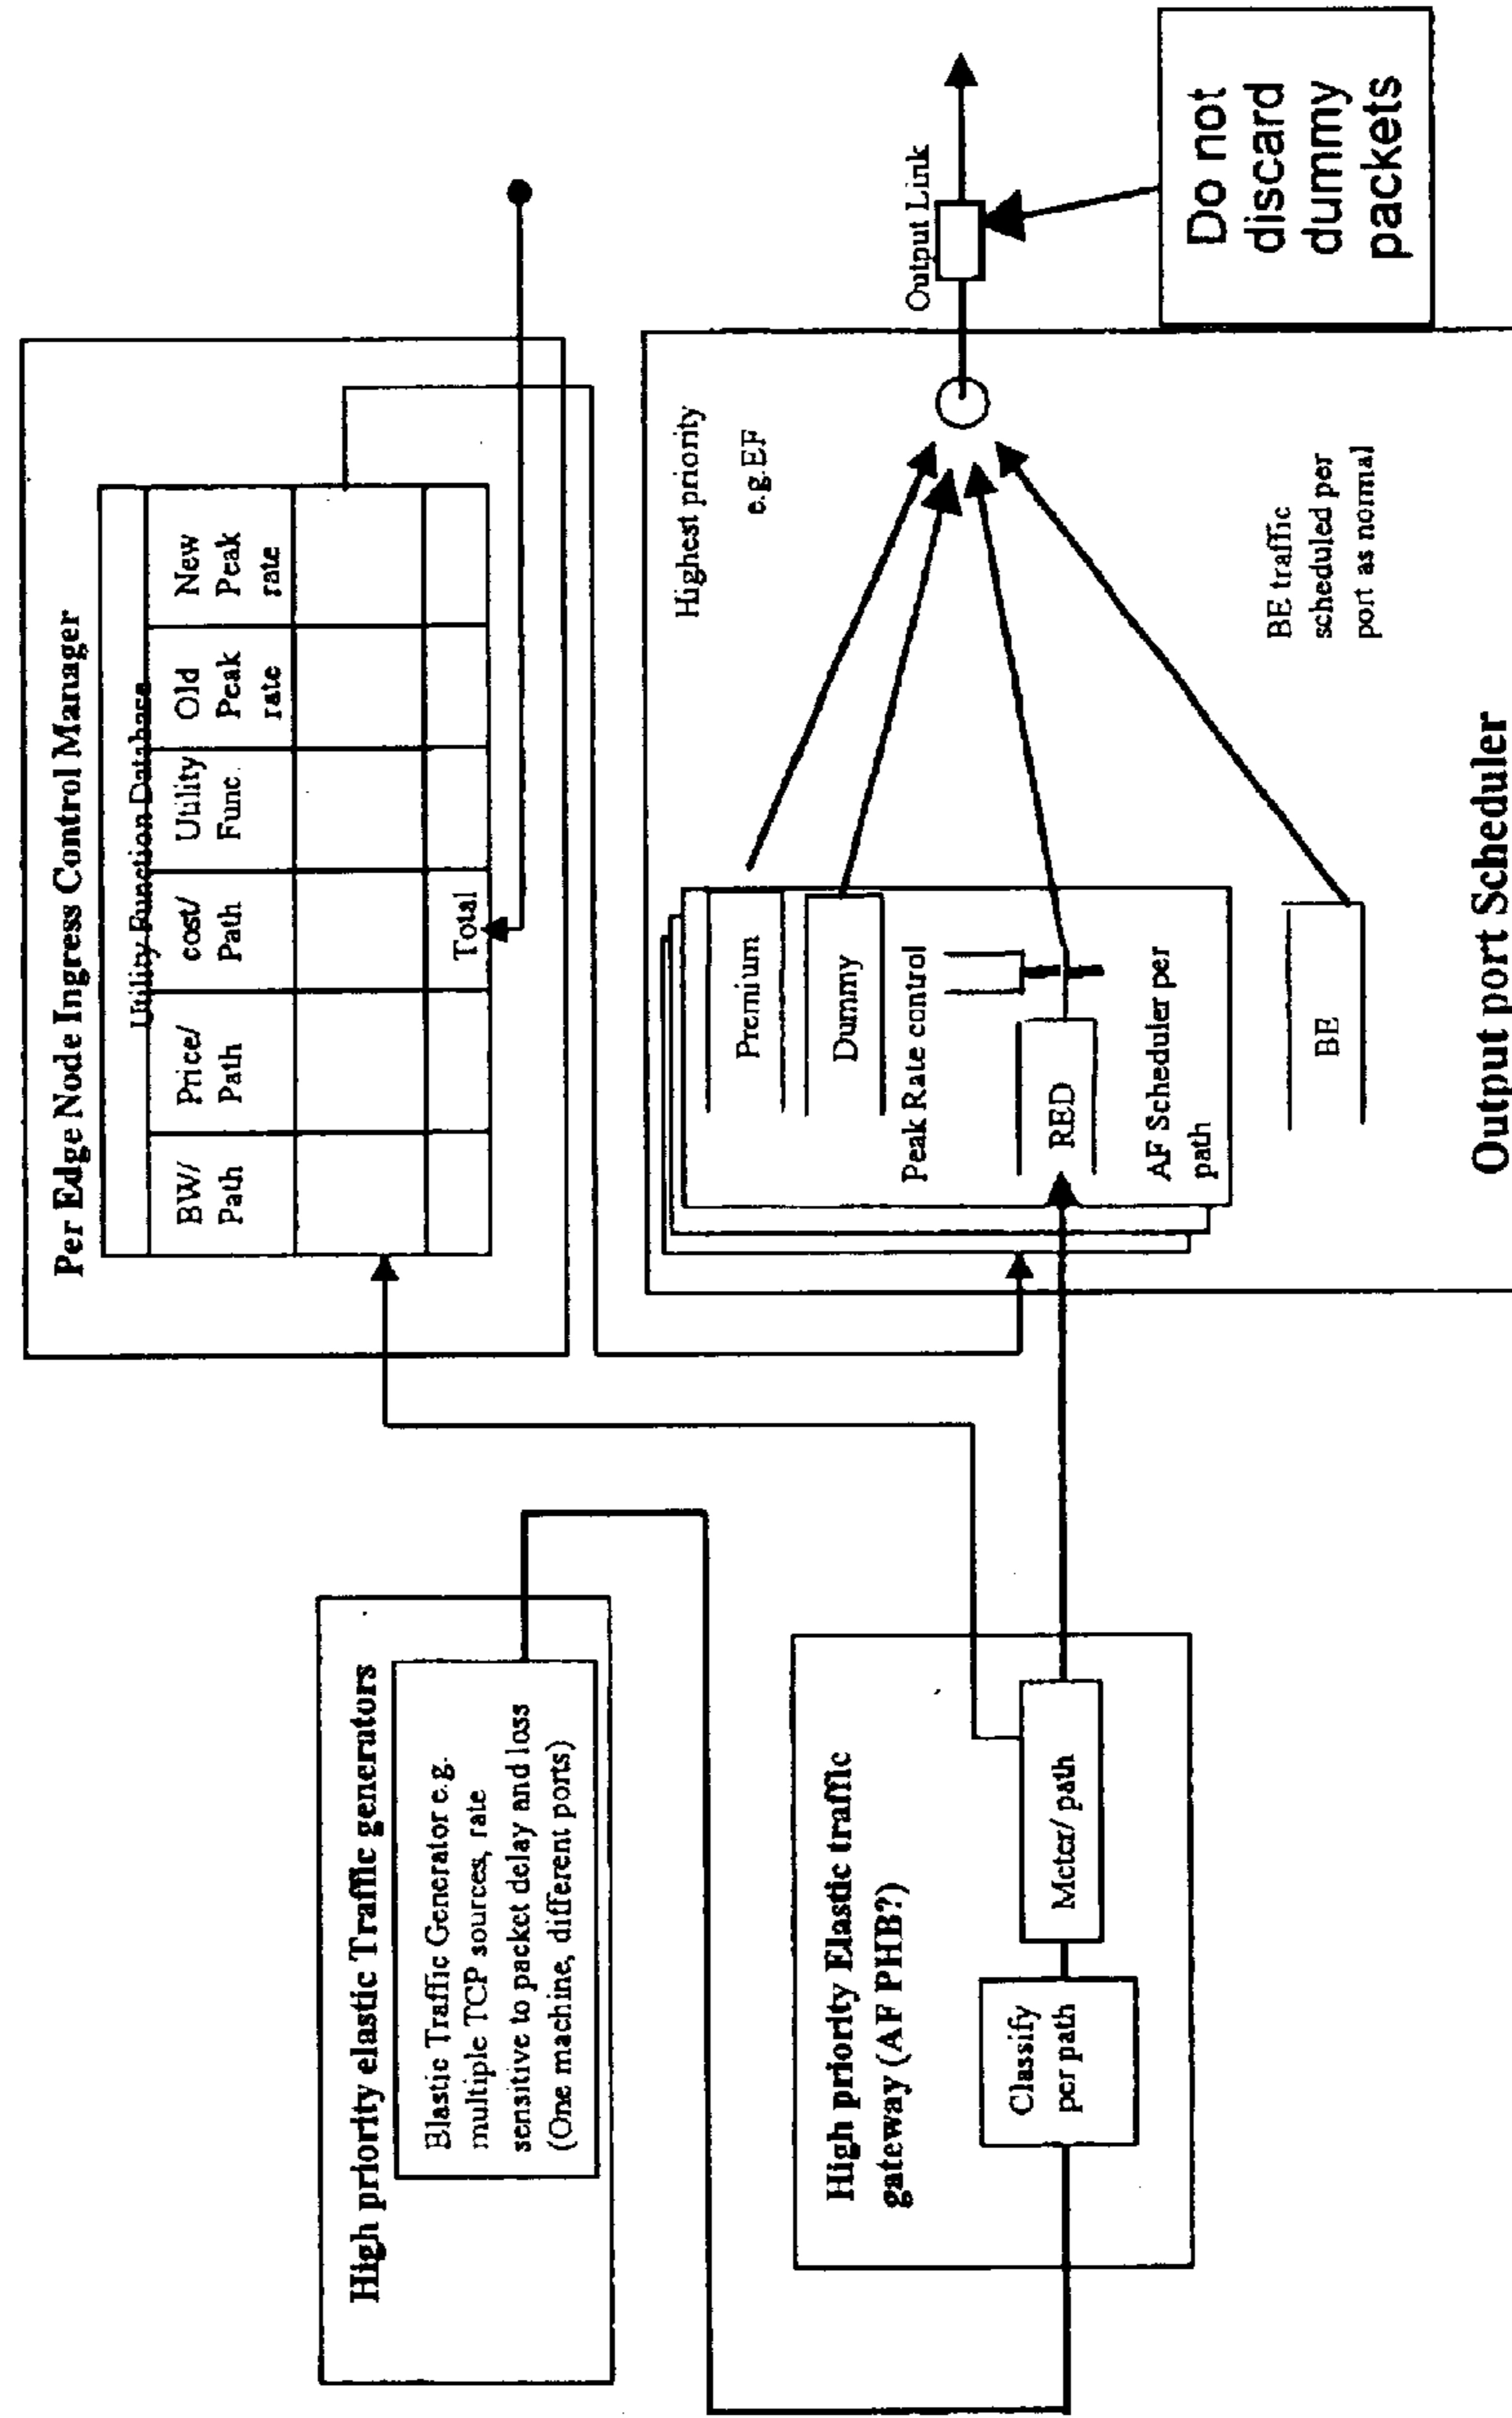 Per Edge Node Ingress Control Manager
Utility Function Database
BW/
Path
Price/
Path
cost/
Path
Utility
Func.
Old
Peak
rate
New
Peak
rate
Total
High priority elastic Traffic generators
Elastic Traffic Generator e.g.
multiple TCP sources, rate
sensitive to packet delay and loss
(One machine, different ports)
High priority Elastic traffic
gateway (AF PHB?)
Classify
per path
Meter/ path
Premium
Dummy
Peak Rate control
RED
AF Scheduler per
path
BE
Highest priority
e.g.EF
BE traffic
scheduled per
port as normal
Output port Scheduler
Output Link
Do not
discard
dummy
packets